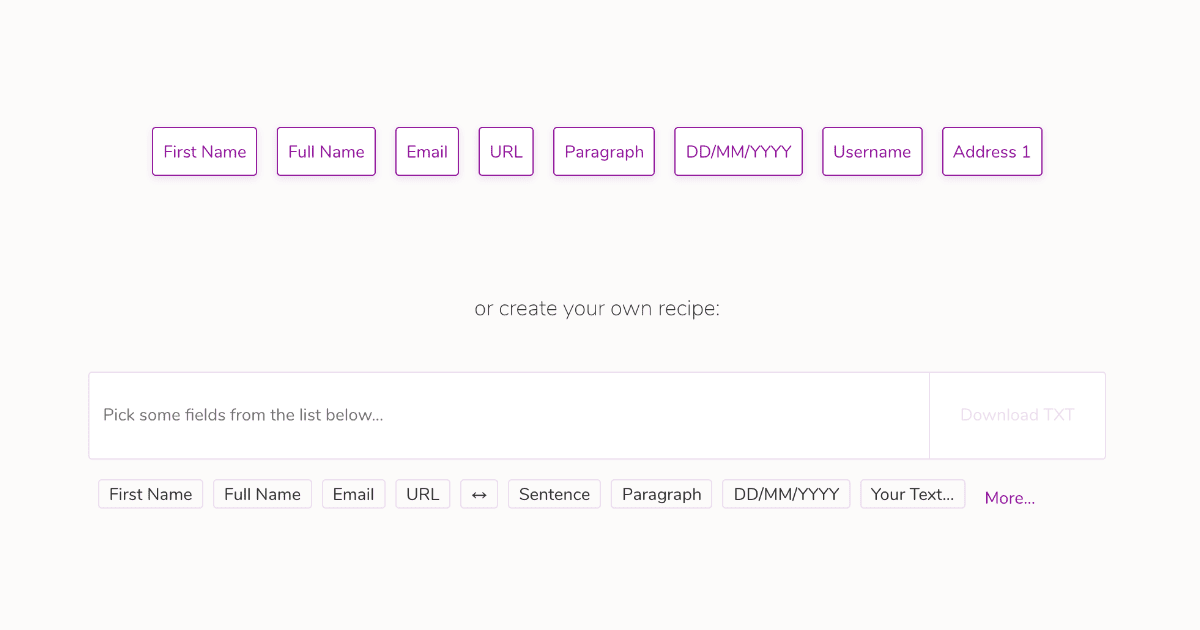 First Name Full Name Email URL Paragraph DD/MM/YYYY Username Address 1
or create your own recipe:
Pick some fields from the list below... Download TXT
First Name Full Name Email URL ↔ Sentence Paragraph DD/MM/YYYY Your Text... More...